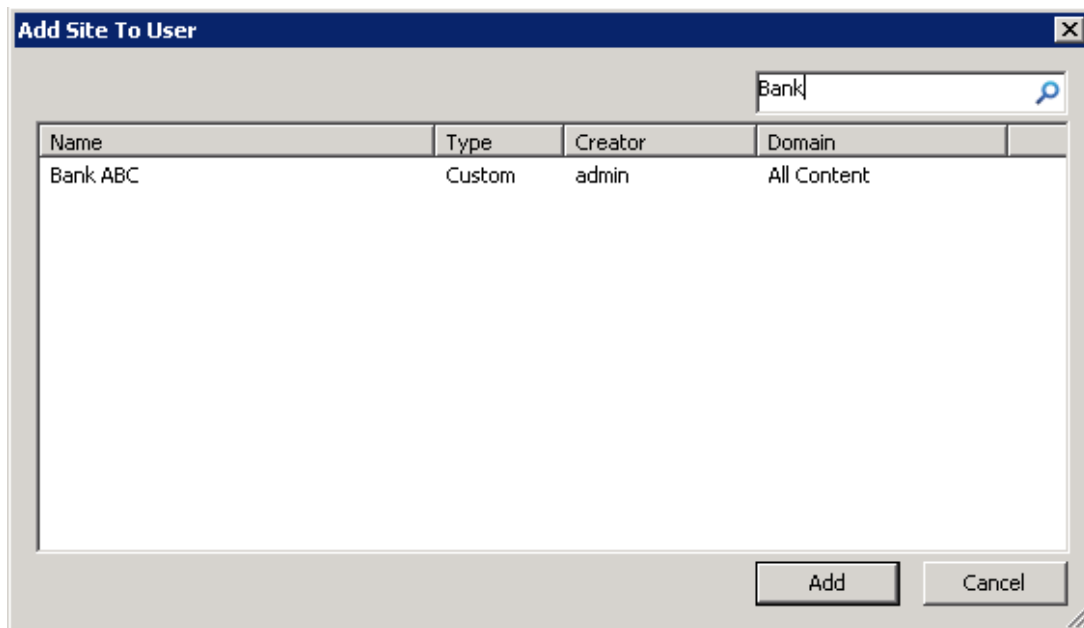 Add Site To User
Bank
Name Type Creator Domain
Bank ABC Custom admin All Content
Add Cancel